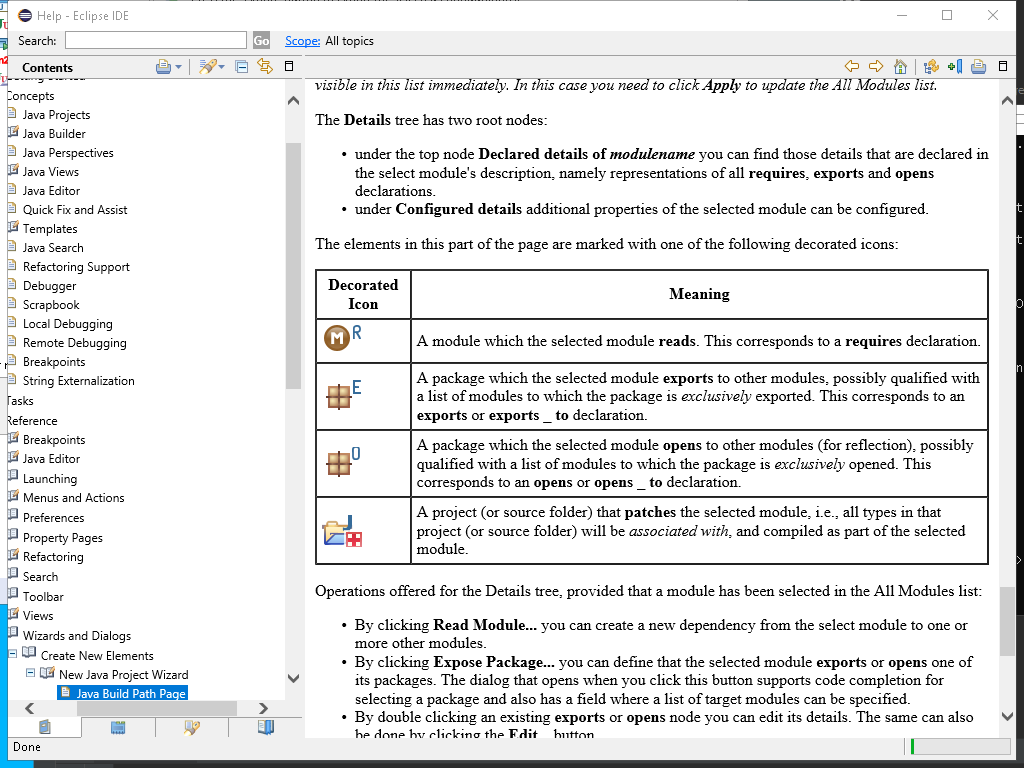 Help - Eclipse IDE
Search:
Go
Scope: All topics
Contents
Concepts
Java Projects
Java Builder
Java Perspectives
Java Views
Java Editor
Quick Fix and Assist
Templates
Java Search
Refactoring Support
Debugger
Scrapbook
Local Debugging
Remote Debugging
Breakpoints
String Externalization
Tasks
Reference
Breakpoints
Java Editor
Launching
Menus and Actions
Preferences
Property Pages
Refactoring
Search
Toolbar
Views
Wizards and Dialogs
Create New Elements
New Java Project Wizard
Java Build Path Page
visible in this list immediately. In this case you need to click Apply to update the All Modules list.
The Details tree has two root nodes:
• under the top node Declared details of modulename you can find those details that are declared in
the select module's description, namely representations of all requires, exports and opens
declarations.
• under Configured details additional properties of the selected module can be configured.
The elements in this part of the page are marked with one of the following decorated icons:
Decorated
Icon
Meaning
M R
A module which the selected module reads. This corresponds to a requires declaration.
E
A package which the selected module exports to other modules, possibly qualified with
a list of modules to which the package is exclusively exported. This corresponds to an
exports or exports _ to declaration.
O
A package which the selected module opens to other modules (for reflection), possibly
qualified with a list of modules to which the package is exclusively opened. This
corresponds to an opens or opens _ to declaration.
J
A project (or source folder) that patches the selected module, i.e., all types in that
project (or source folder) will be associated with, and compiled as part of the selected
module.
Operations offered for the Details tree, provided that a module has been selected in the All Modules list:
• By clicking Read Module... you can create a new dependency from the select module to one or
more other modules.
• By clicking Expose Package... you can define that the selected module exports or opens one of
its packages. The dialog that opens when you click this button supports code completion for
selecting a package and also has a field where a list of target modules can be specified.
• By double clicking an existing exports or opens node you can edit its details. The same can also
be done by clicking the Edit... button.
Done